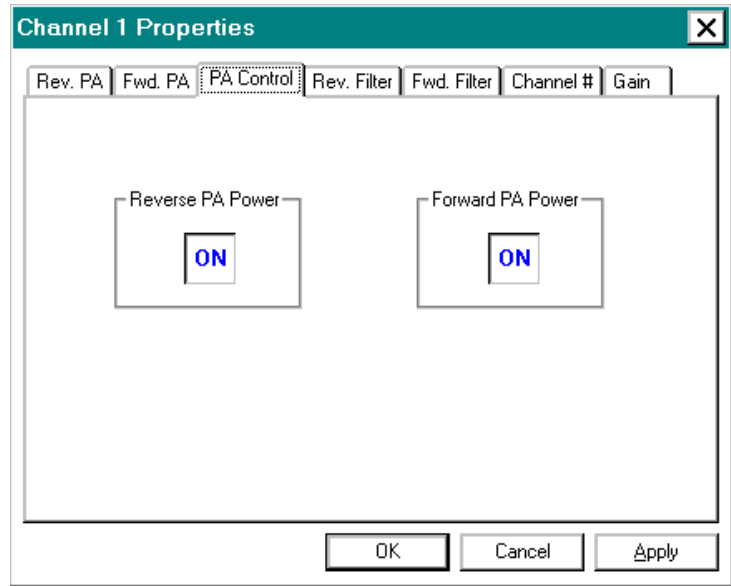 Channel 1 Properties
Rev. PA Fwd. PA PA Control Rev. Filter Fwd. Filter Channel # Gain
Reverse PA Power Forward PA Power
ON ON
OK Cancel Apply